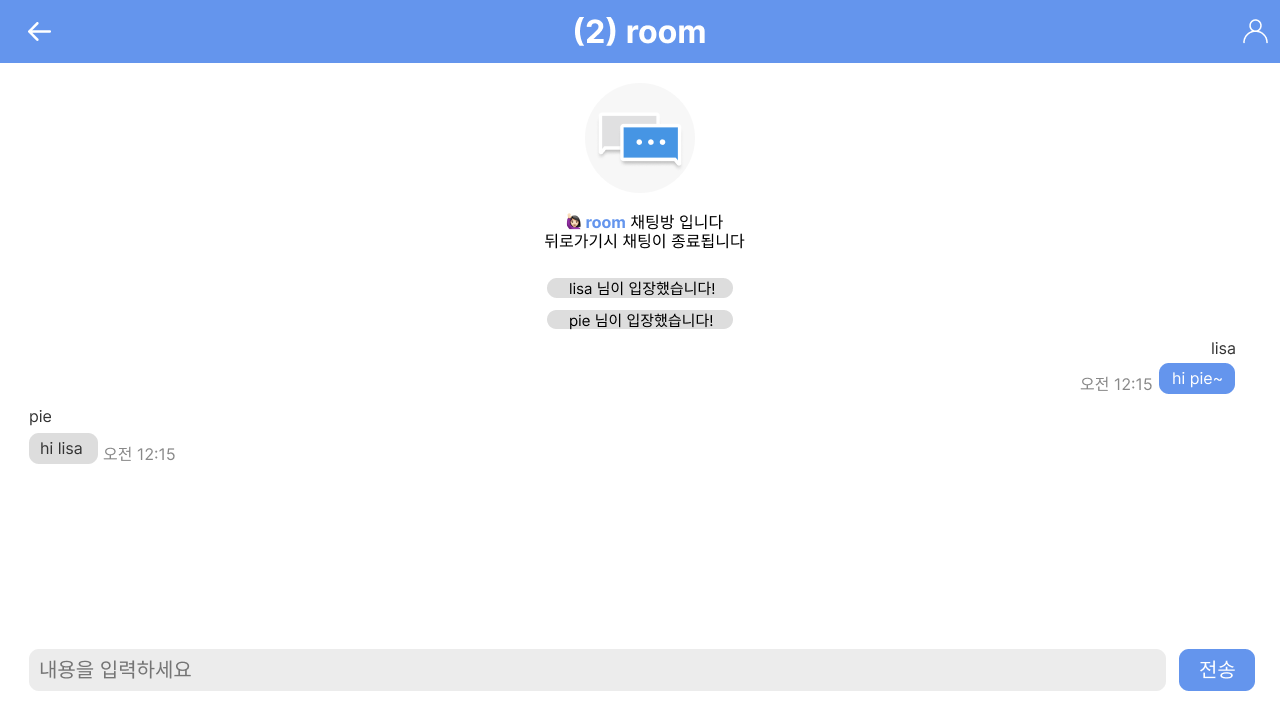 (2) room
🙋🏻‍♀️ room 채팅방 입니다
뒤로가기시 채팅이 종료됩니다
lisa 님이 입장했습니다!
pie 님이 입장했습니다!
lisa
오전 12:15 hi pie~
pie
hi lisa 오전 12:15
내용을 입력하세요 전송